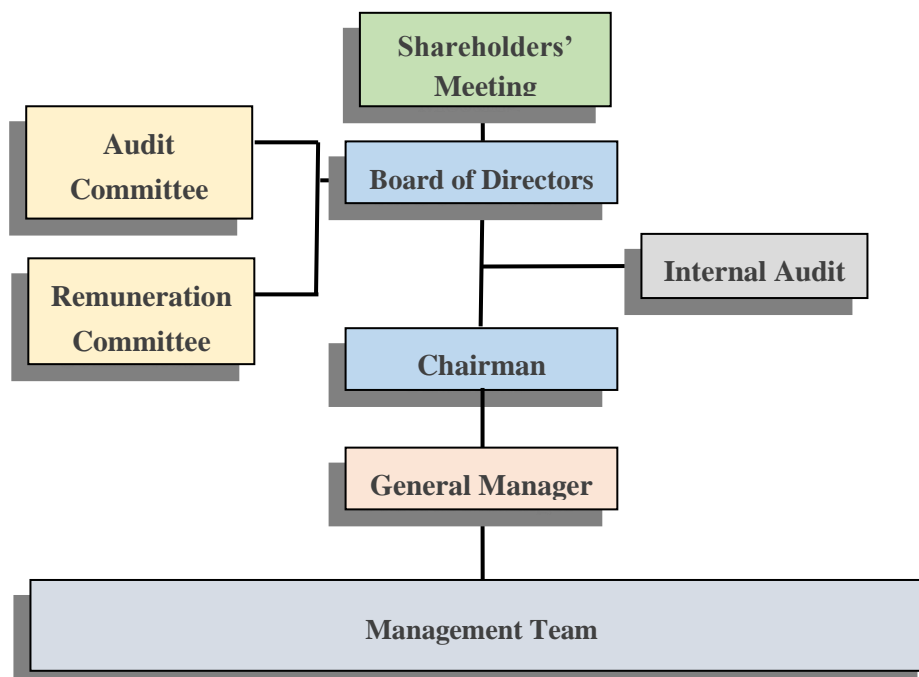 Shareholders’
Meeting
Audit
Committee
Board of Directors
Internal Audit
Remuneration
Committee
Chairman
General Manager
Management Team